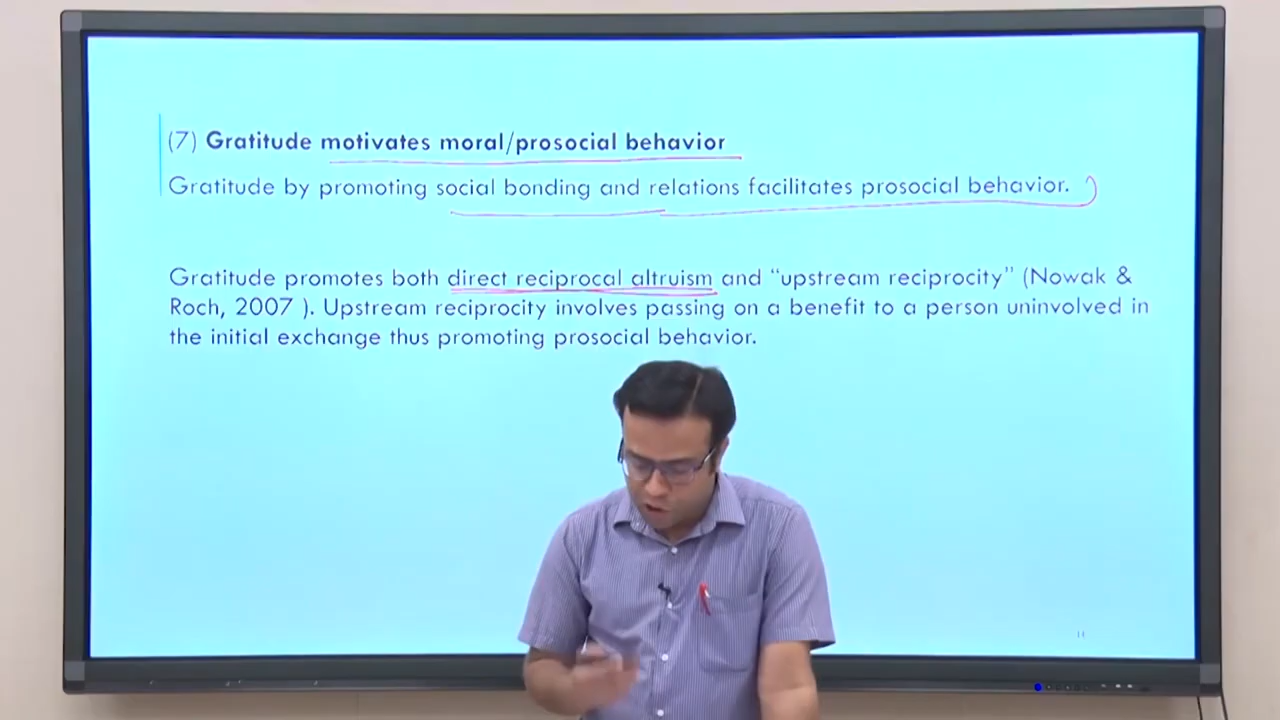 (7) Gratitude motivates moral/prosocial behavior
Gratitude by promoting social bonding and relations facilitates prosocial behavior.
Gratitude promotes both direct reciprocal altruism and “upstream reciprocity” (Nowak &
Roch, 2007 ). Upstream reciprocity involves passing on a benefit to a person uninvolved in
the initial exchange thus promoting prosocial behavior.